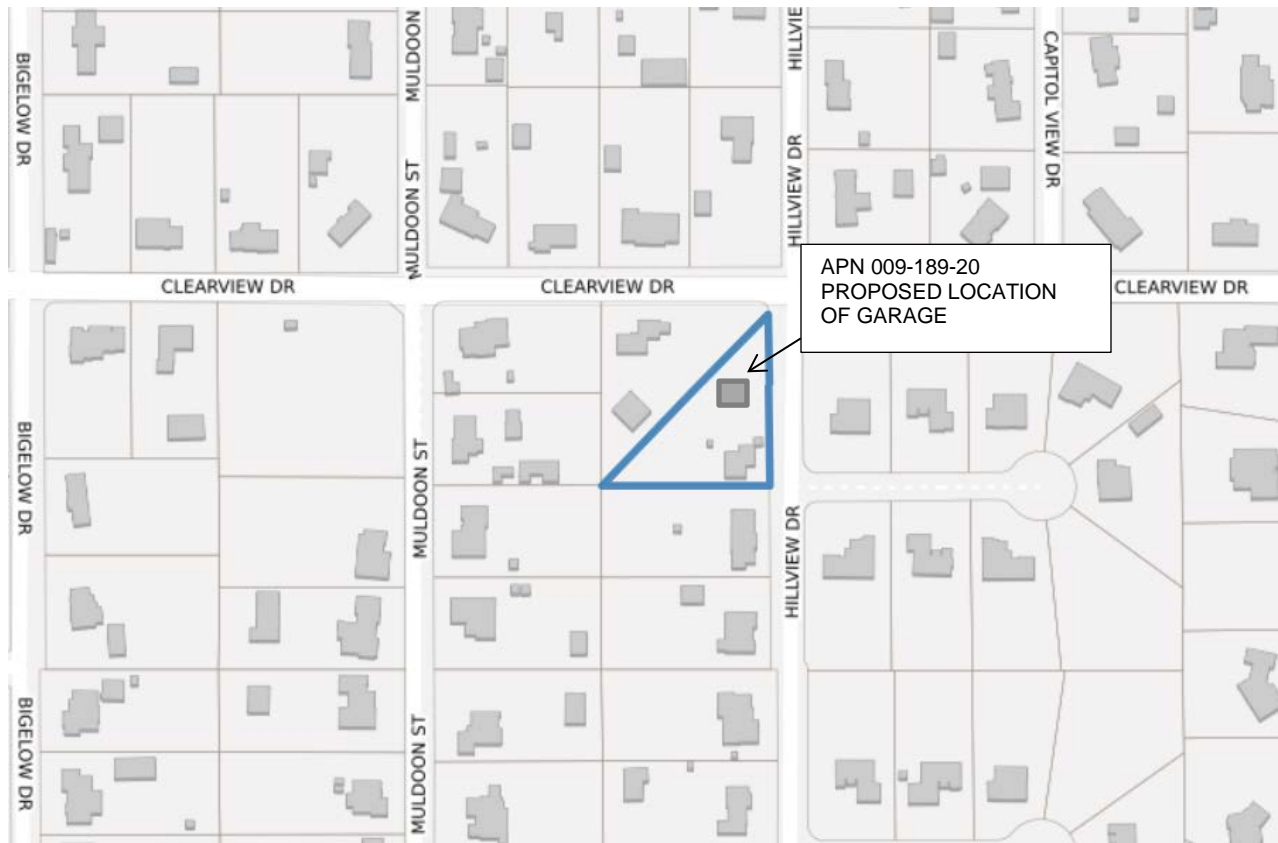 BIGELOW DR
MULDOON
HILLVIE
CAPITOL VIEW DR
MULDOON ST
HILLVIEW DR
CLEARVIEW DR
CLEARVIEW DR
CLEARVIEW DR
APN 009-189-20
PROPOSED LOCATION
OF GARAGE
BIGELOW DR
MULDOON ST
HILLVIEW DR
BIGELOW DR
MULDOON ST